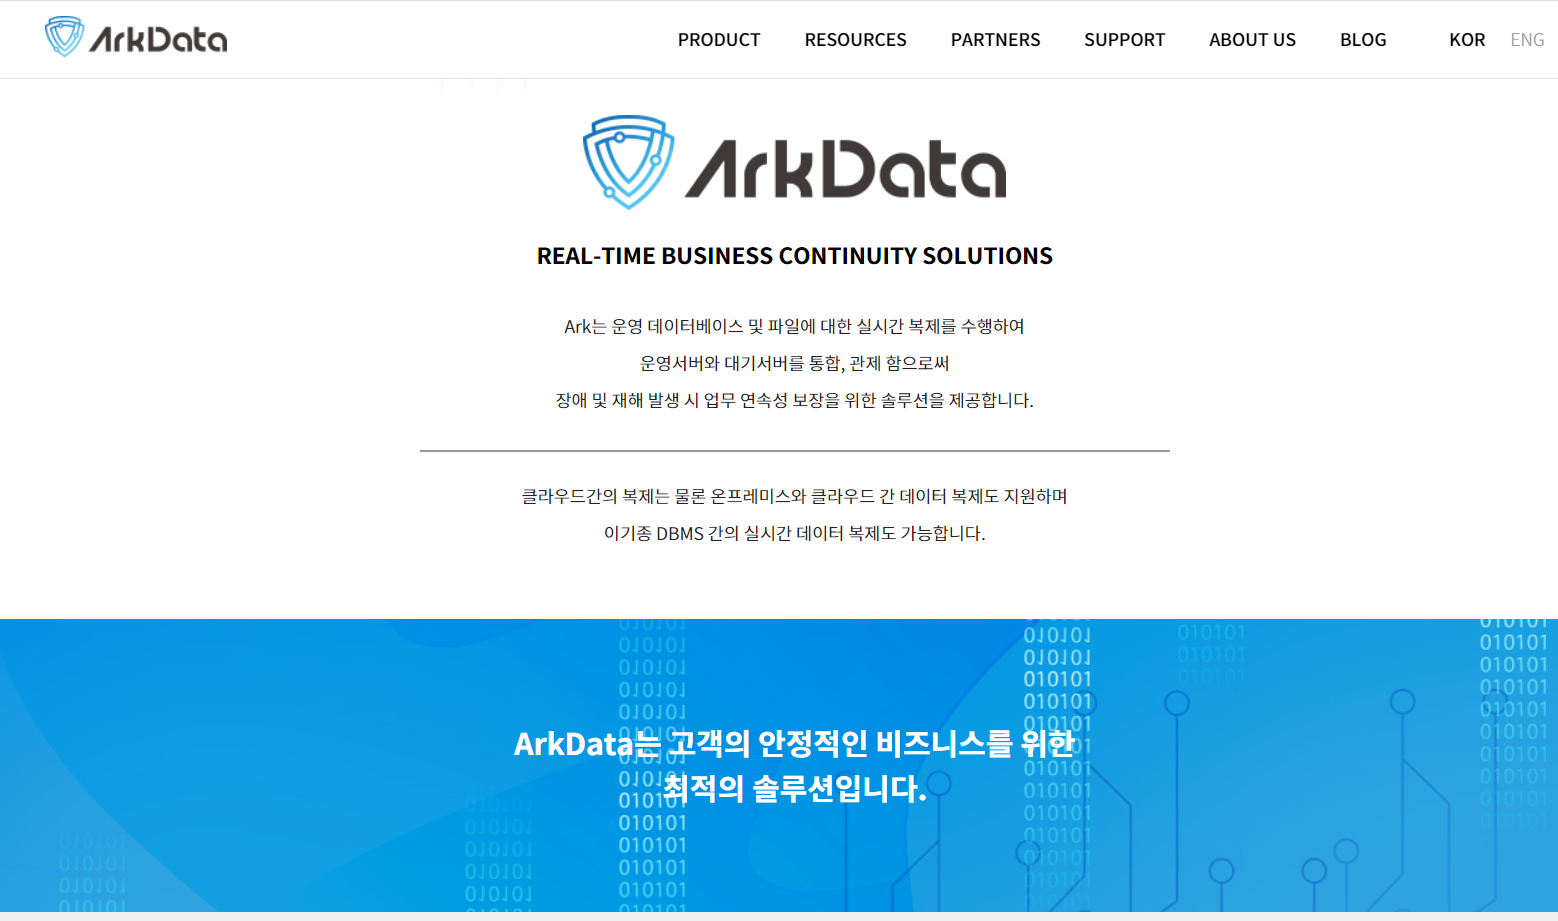 ArkData
PRODUCT RESOURCES PARTNERS SUPPORT ABOUT US BLOG KOR ENG
ArkData
REAL-TIME BUSINESS CONTINUITY SOLUTIONS
Ark는 운영 데이터베이스 및 파일에 대한 실시간 복제를 수행하여
운영서버와 대기서버를 통합, 관제 함으로써
장애 및 재해 발생 시 업무 연속성 보장을 위한 솔루션을 제공합니다.
클라우드간의 복제는 물론 온프레미스와 클라우드 간 데이터 복제도 지원하며
이기종 DBMS 간의 실시간 데이터 복제도 가능합니다.
ArkData는 고객의 안정적인 비즈니스를 위한
최적의 솔루션입니다.